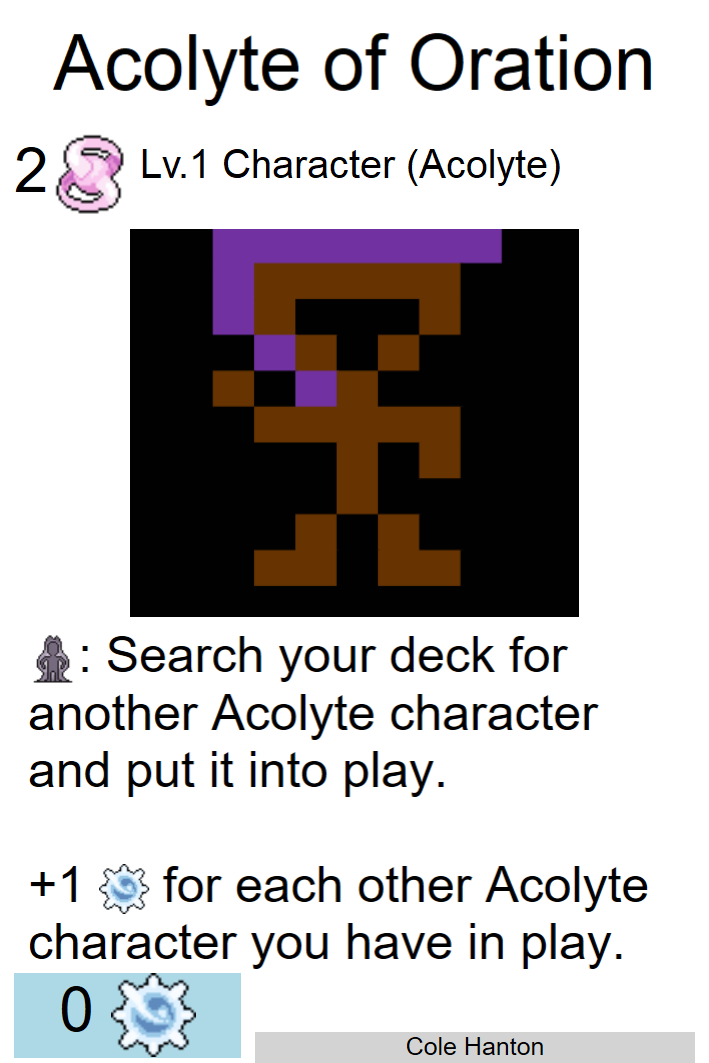 Acolyte of Oration
2 Lv.1 Character (Acolyte)
: Search your deck for
another Acolyte character
and put it into play.
+1 for each other Acolyte
character you have in play.
0
Cole Hanton